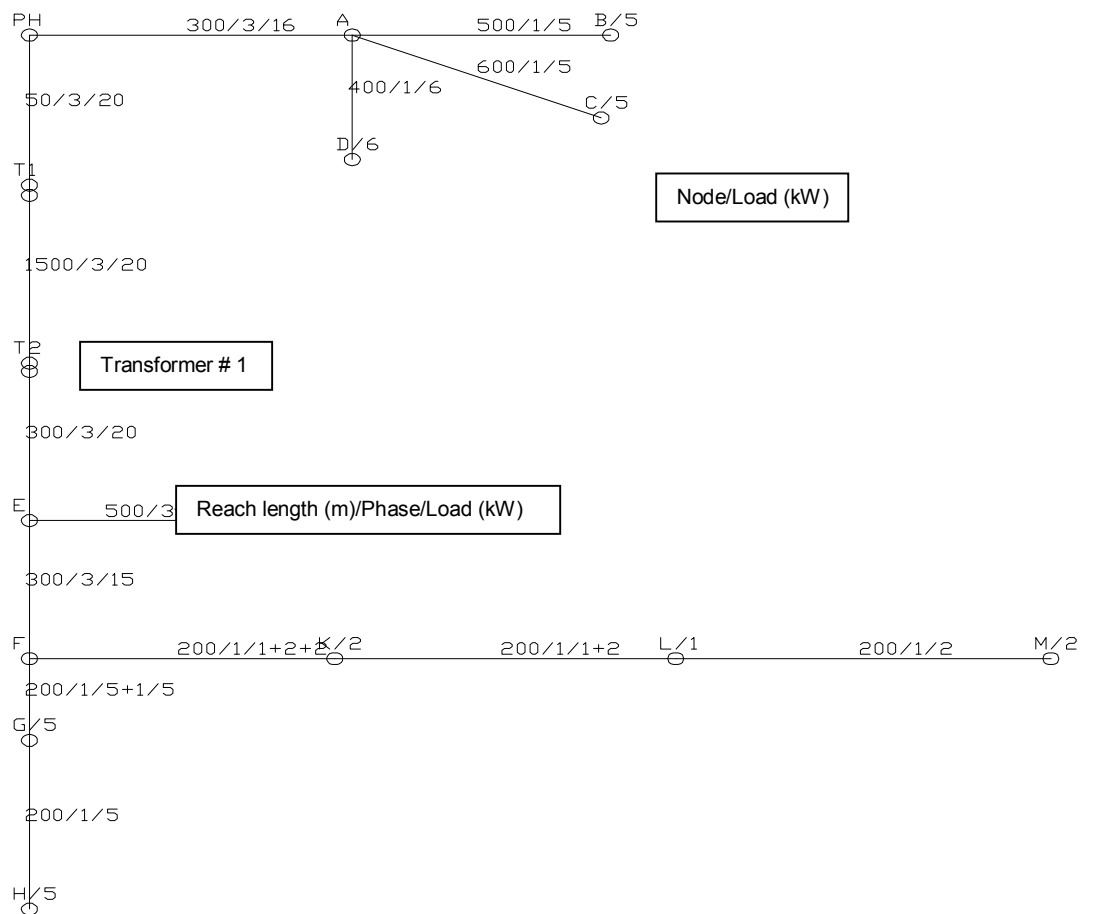 PH
300/3/16
A
500/1/5
B/5
600/1/5
400/1/6
50/3/20
C/5
D/6
T1
Node/Load (kW)
1500/3/20
T2
Transformer # 1
300/3/20
E
500/3
Reach length (m)/Phase/Load (kW)
300/3/15
F
200/1/1+2+2
K/2
200/1/1+2
L/1
200/1/2
M/2
200/1/5+1/5
G/5
200/1/5
H/5